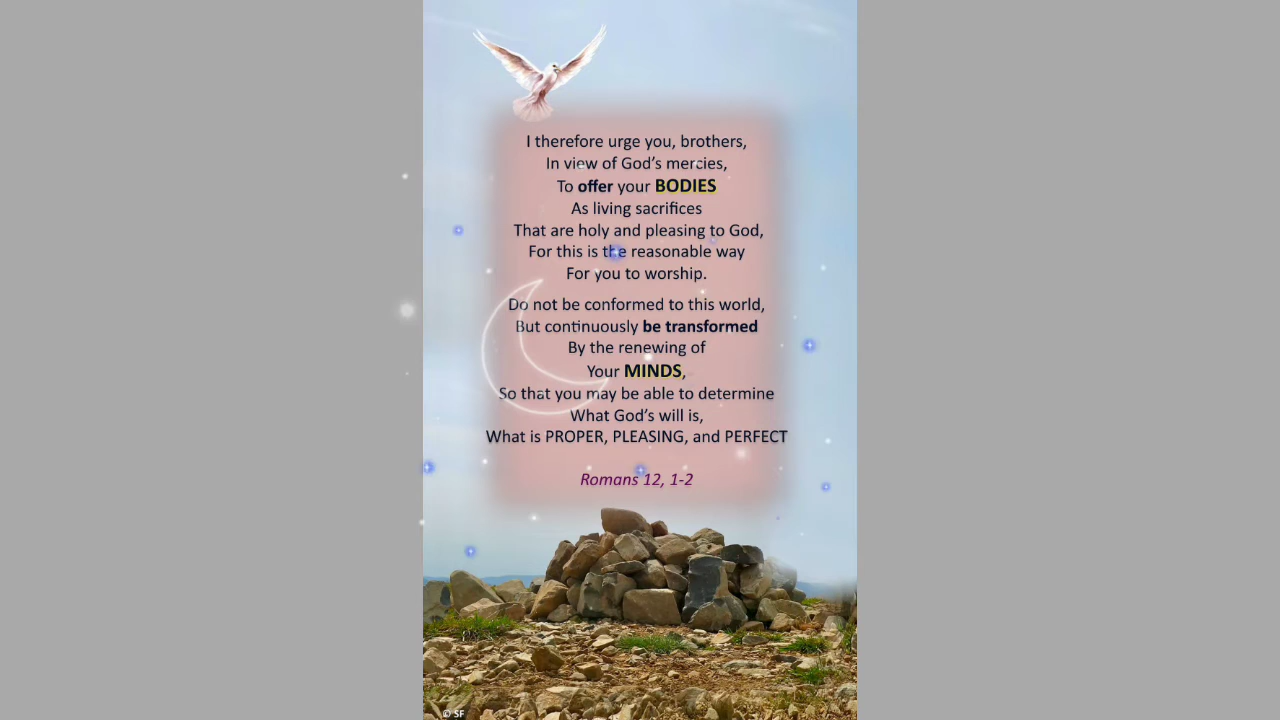 I therefore urge you, brothers,
In view of God's mercies,
To offer your BODIES
As living sacrifices
That are holy and pleasing to God,
For this is the reasonable way
For you to worship.
Do not be conformed to this world,
But continuously be transformed
By the renewing of
Your MINDS,
So that you may be able to determine
What God's will is,
What is PROPER, PLEASING, and PERFECT
Romans 12, 1-2
© SF